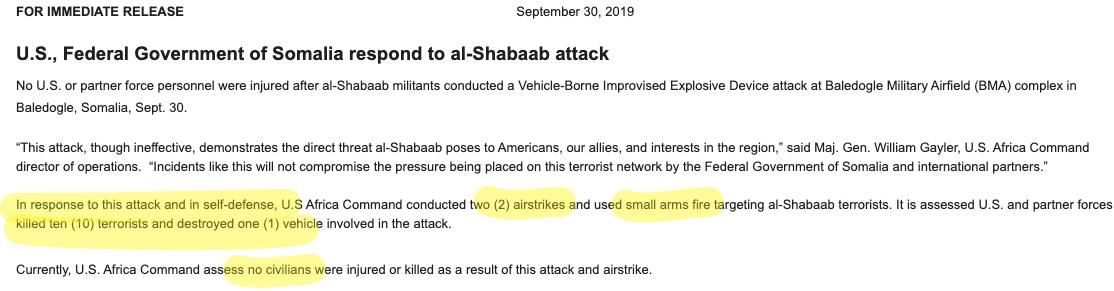 FOR IMMEDIATE RELEASE September 30, 2019
U.S., Federal Government of Somalia respond to al-Shabaab attack
No U.S. or partner force personnel were injured after al-Shabaab militants conducted a Vehicle-Borne Improvised Explosive Device attack at Baledogle Military Airfield (BMA) complex in
Baledogle, Somalia, Sept. 30.
“This attack, though ineffective, demonstrates the direct threat al-Shabaab poses to Americans, our allies, and interests in the region,” said Maj. Gen. William Gayler, U.S. Africa Command
director of operations.  “Incidents like this will not compromise the pressure being placed on this terrorist network by the Federal Government of Somalia and international partners.”
In response to this attack and in self-defense, U.S Africa Command conducted two (2) airstrikes and used small arms fire targeting al-Shabaab terrorists. It is assessed U.S. and partner forces
killed ten (10) terrorists and destroyed one (1) vehicle involved in the attack.
Currently, U.S. Africa Command assess no civilians were injured or killed as a result of this attack and airstrike.